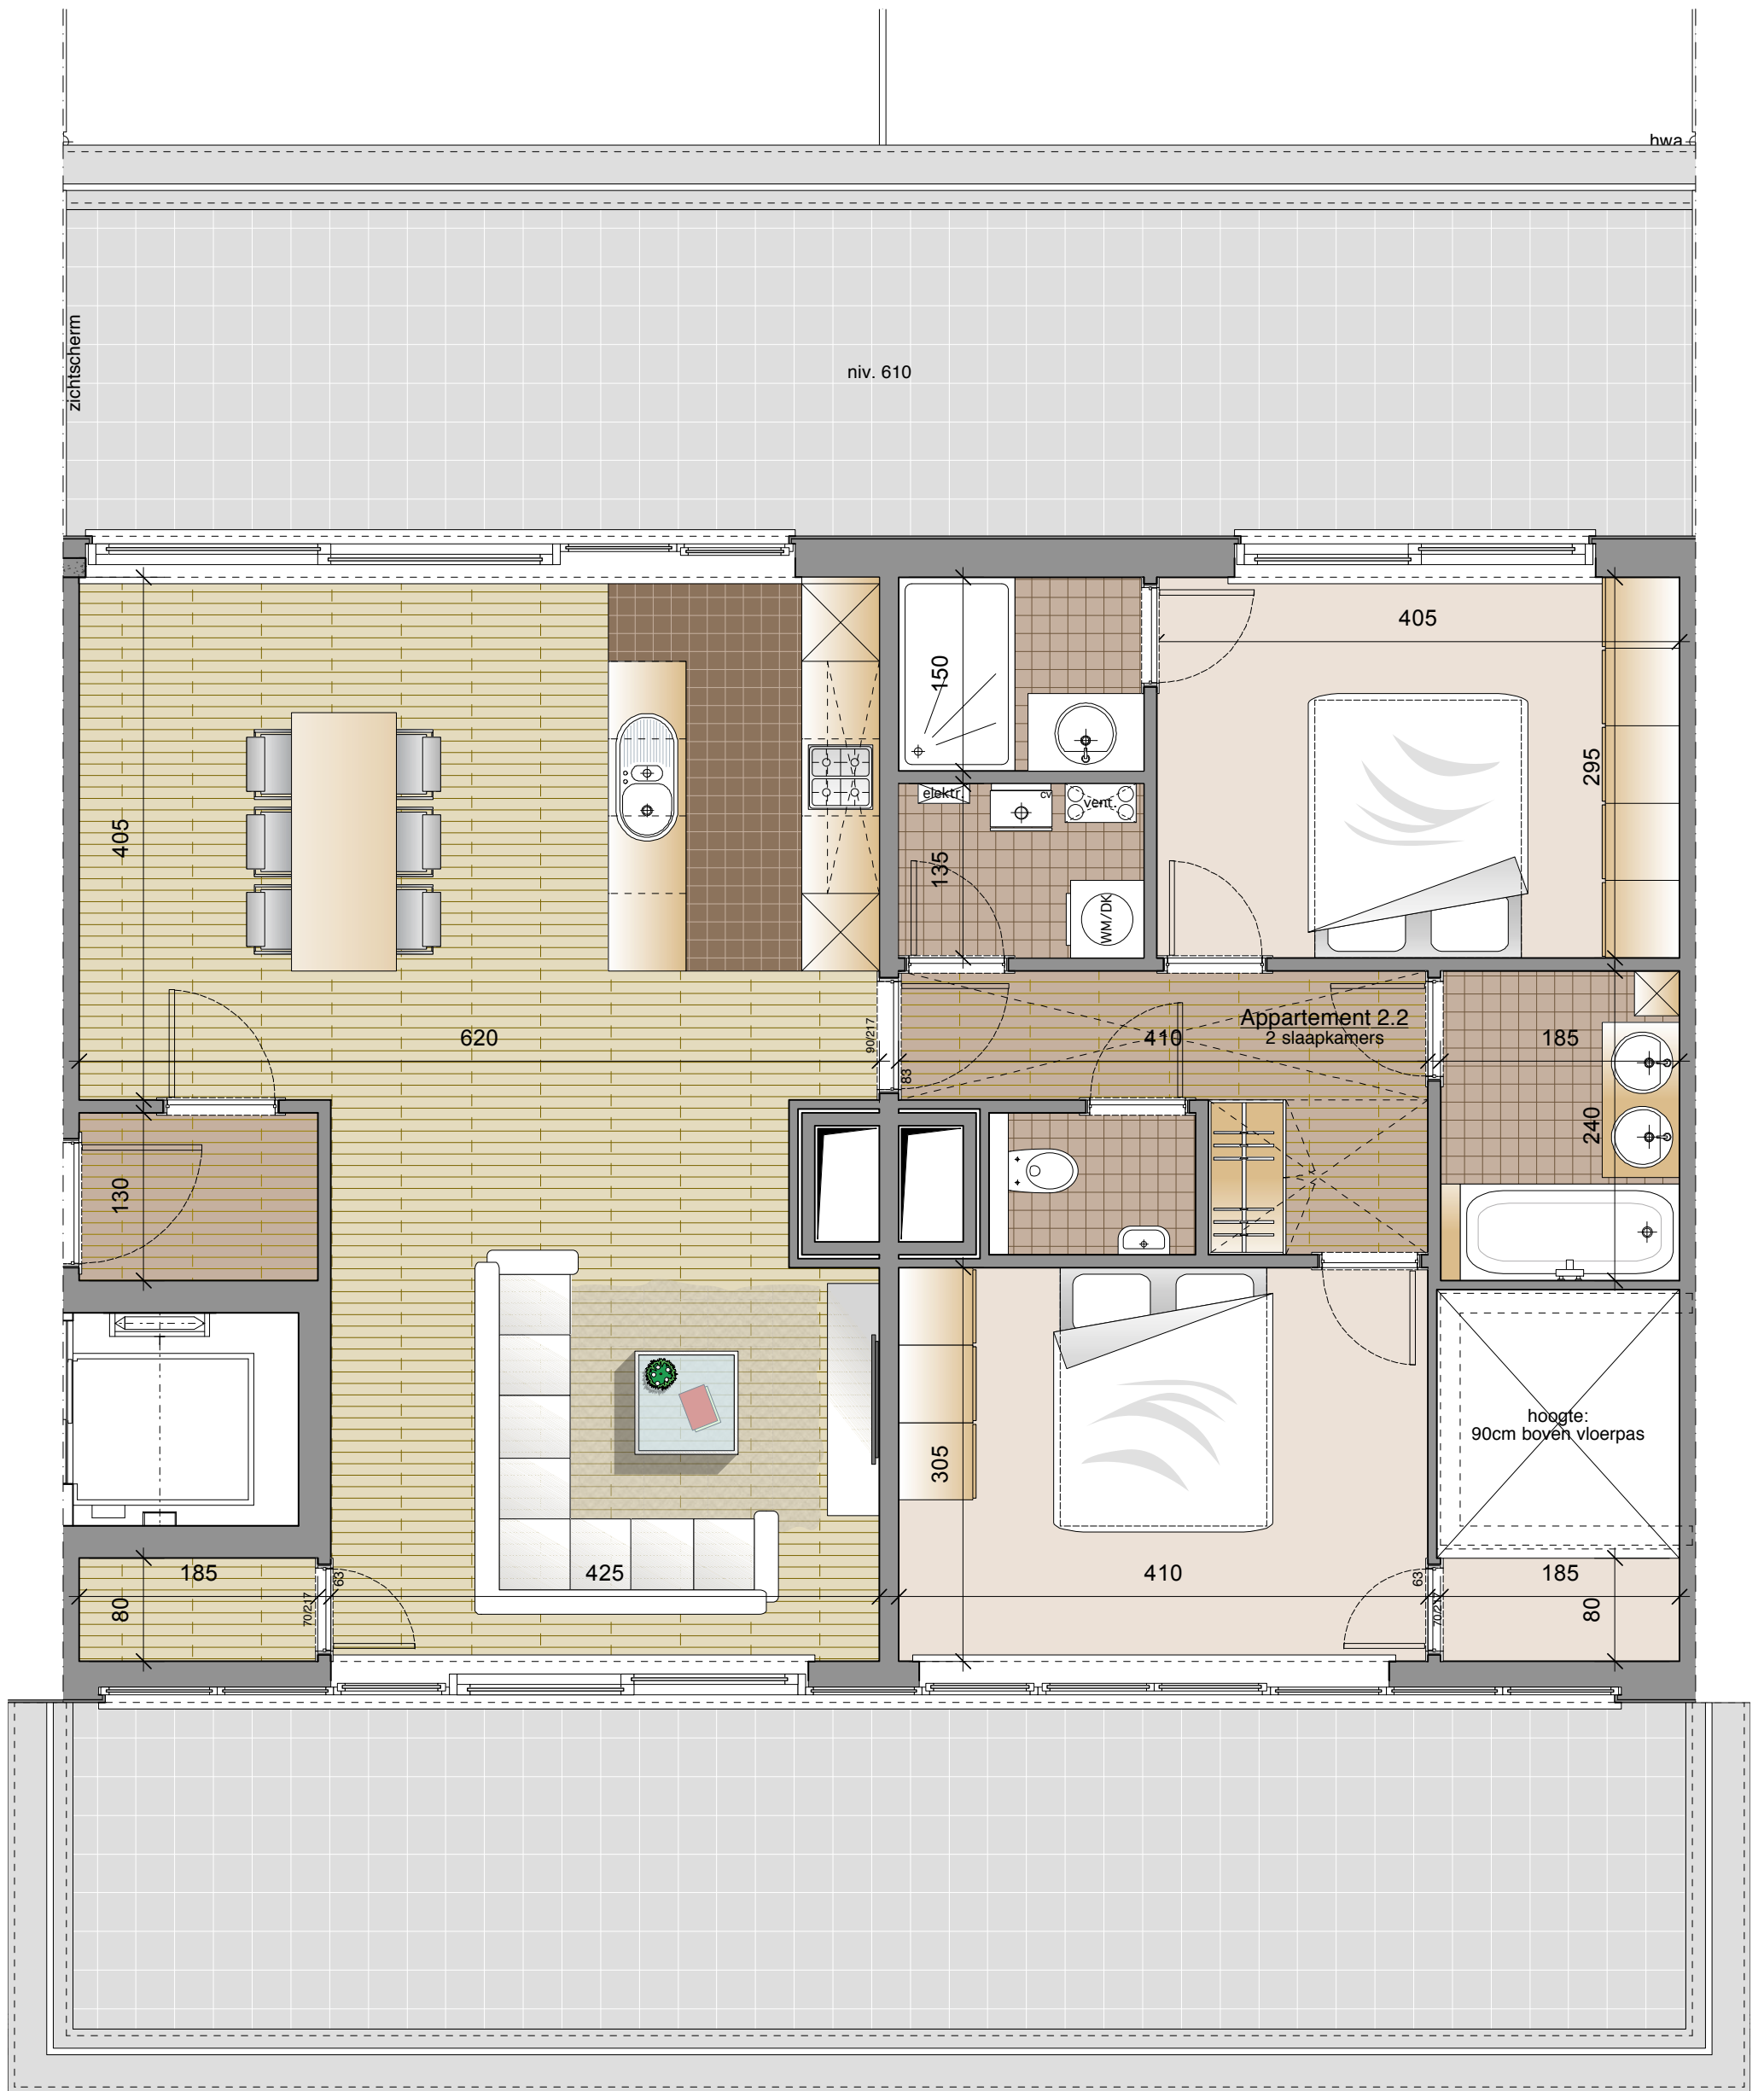 hwa
zichtscherm
niv. 610
405
150
295
elektr.
cv
vent.
405
135
WM/DK
Appartement 2.2
2 slaapkamers
620
90/217
83
410
185
240
130
hoogte:
90cm boven vloerpas
305
185
63
70/217
80
425
410
63
70/217
185
80